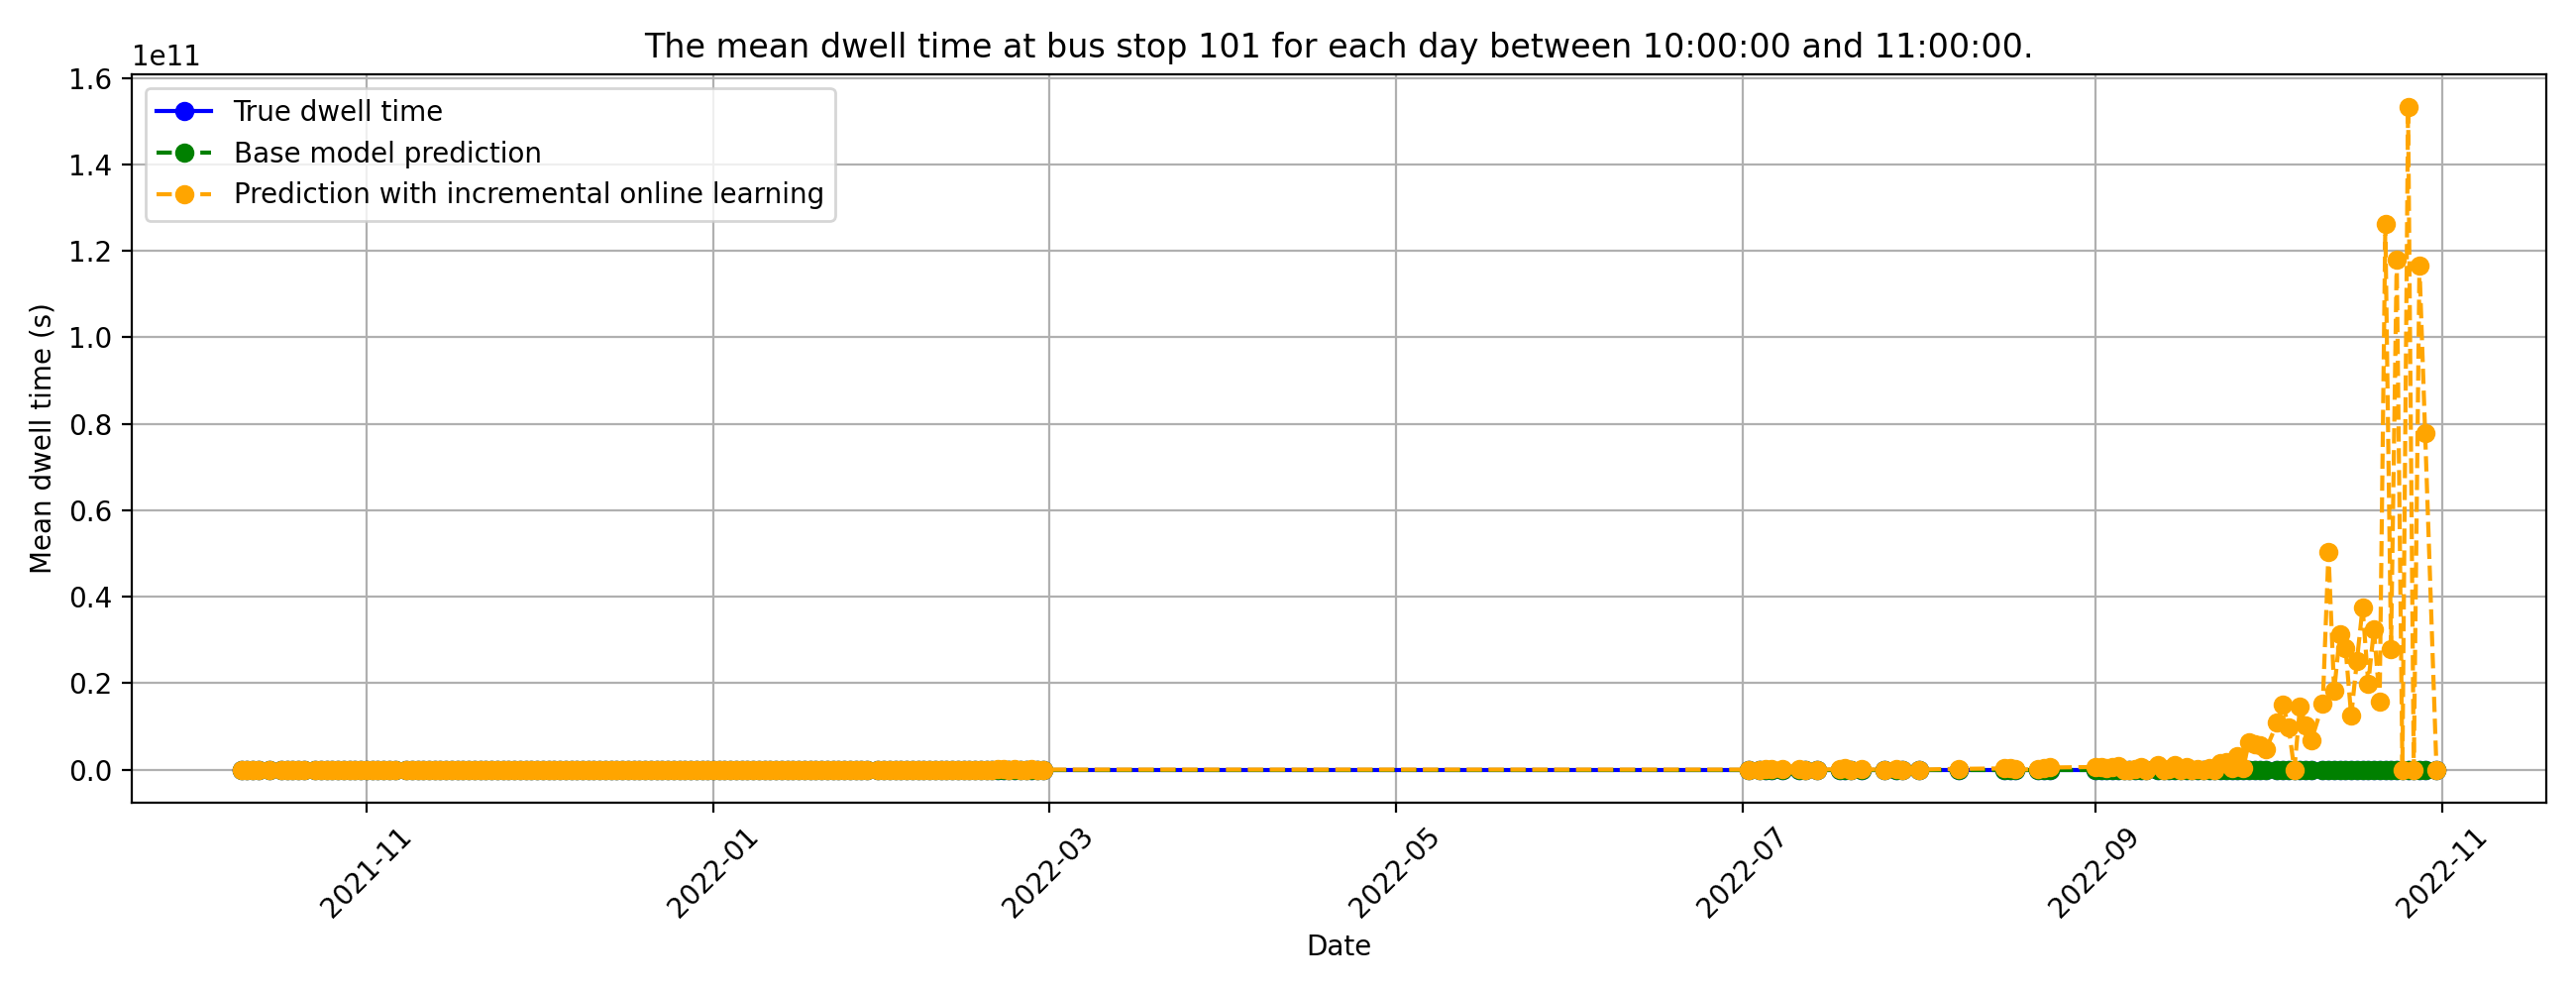 The mean dwell time at bus stop 101 for each day between 10:00:00 and 11:00:00.
1e11
1.6
1.4
1.2
1.0
0.8
0.6
0.4
0.2
0.0
Mean dwell time (s)
True dwell time
Base model prediction
Prediction with incremental online learning
2021-11
2022-01
2022-03
2022-05
2022-07
2022-09
2022-11
Date